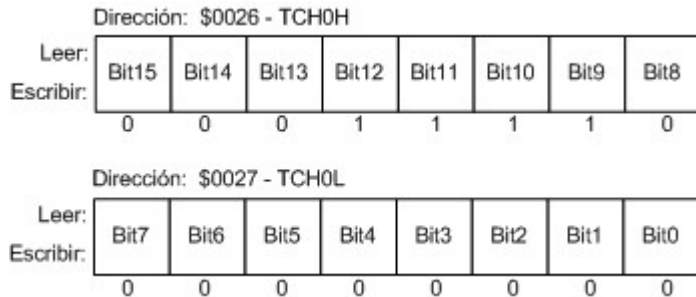 Dirección: $0026 - TCH0H
Leer:
Escribir:
Bit15 Bit14 Bit13 Bit12 Bit11 Bit10 Bit9 Bit8
0 0 0 1 1 1 1 0
Dirección: $0027 - TCH0L
Leer:
Escribir:
Bit7 Bit6 Bit5 Bit4 Bit3 Bit2 Bit1 Bit0
0 0 0 0 0 0 0 0